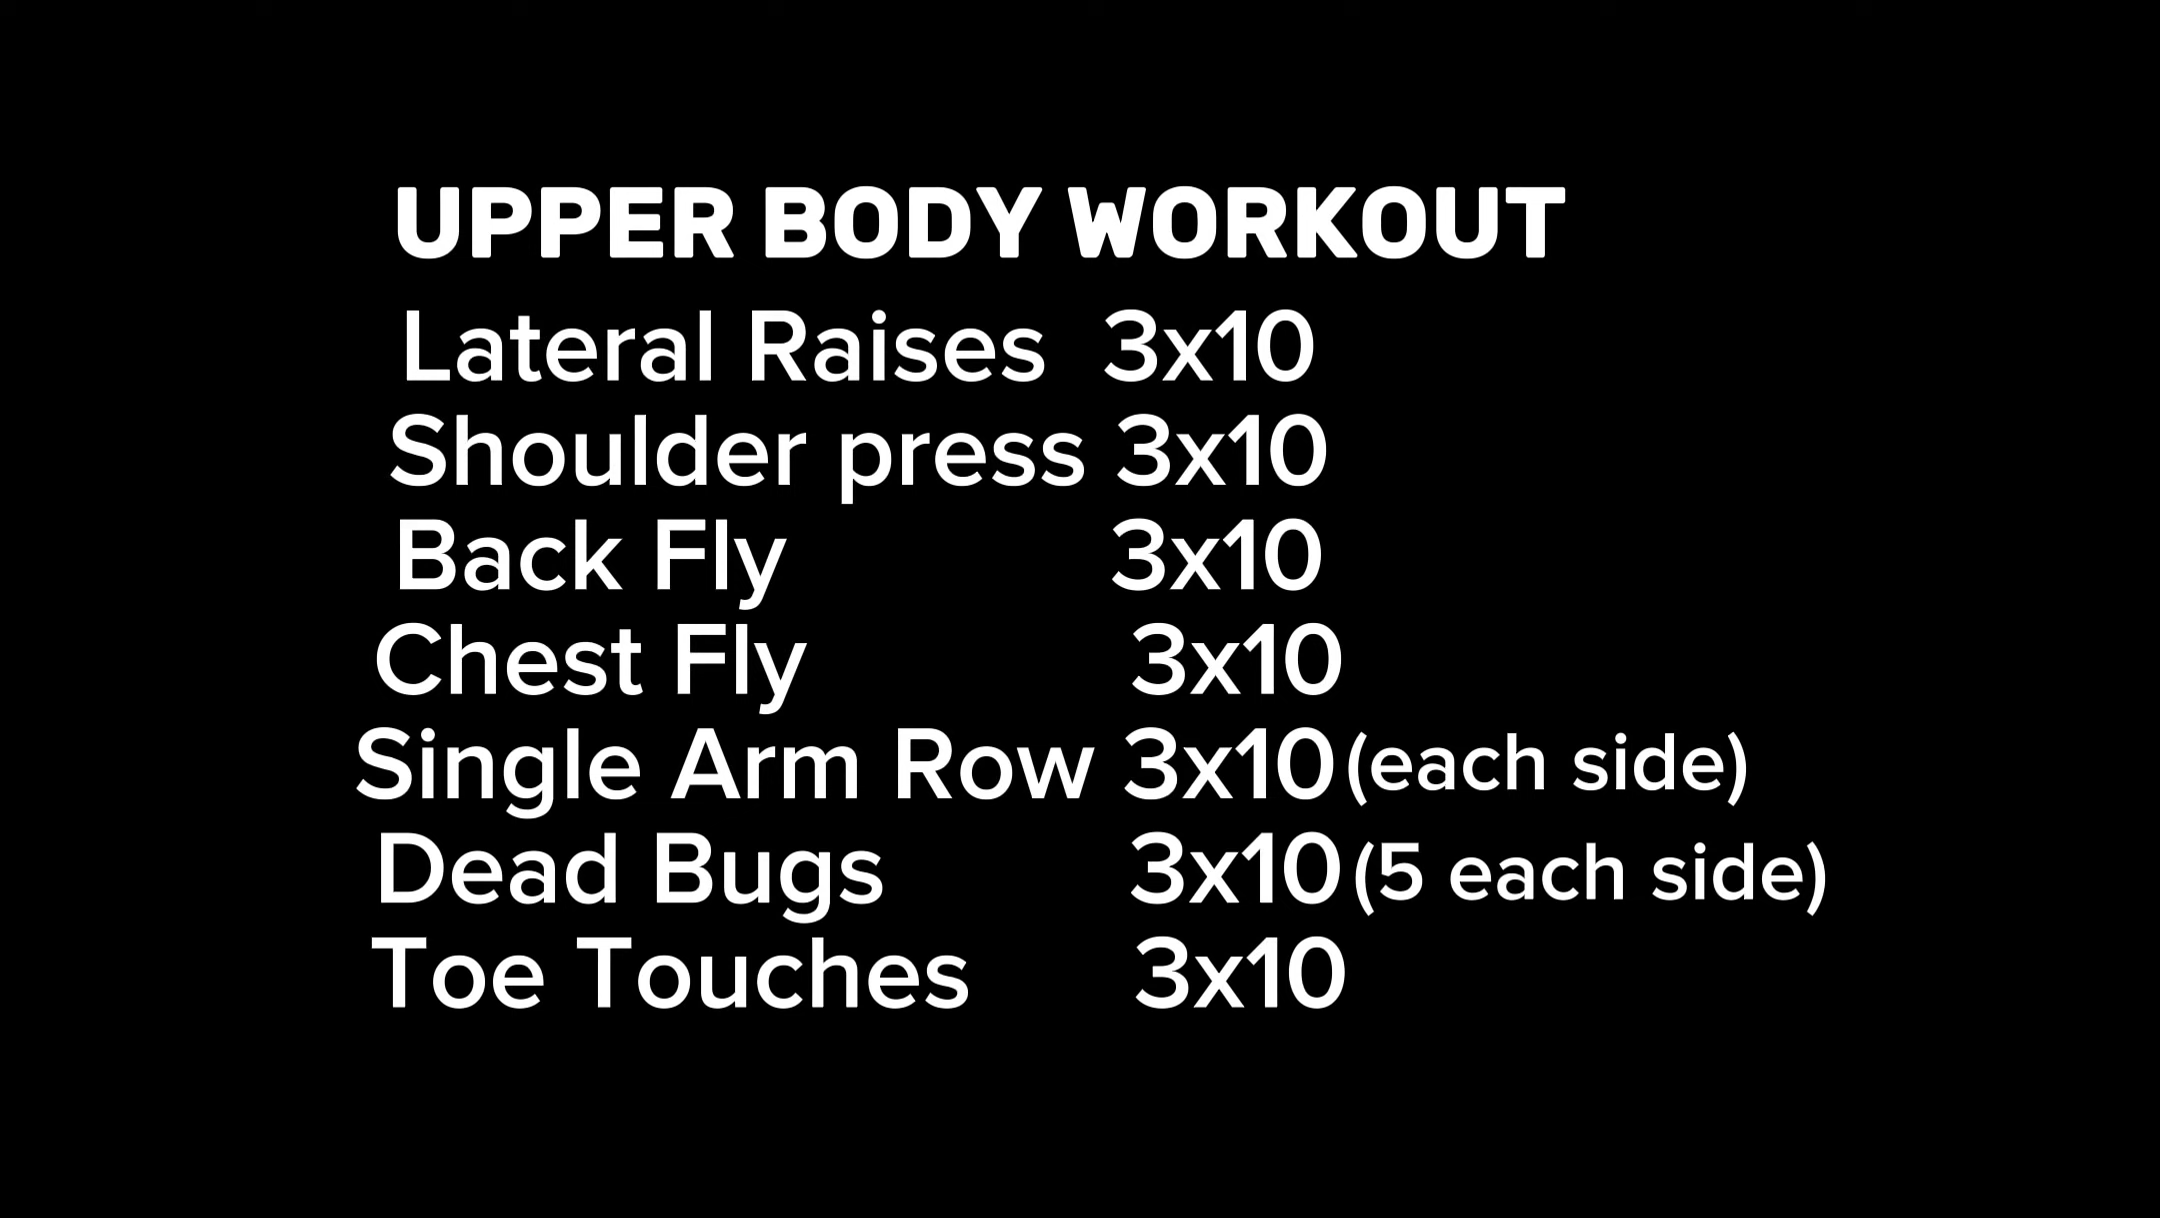 UPPER BODY WORKOUT
Lateral Raises 3x10
Shoulder press 3x10
Back Fly 3x10
Chest Fly 3x10
Single Arm Row 3x10 (each side)
Dead Bugs 3x10 (5 each side)
Toe Touches 3x10